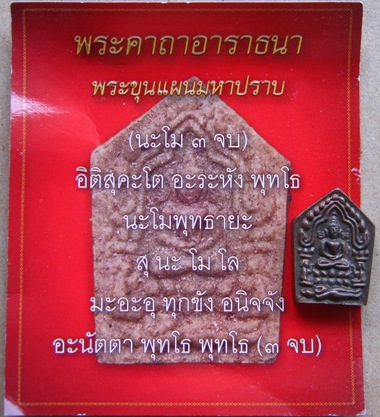 พระคาถาอาราธนา
พระขุนแผนมหาปราบ
(นะโม ๓ จบ)
อิติสุคะโต อะระหัง พุทโธ
นะโมพุทธายะ
สุ นะ โม โล
มะอะอุ ทุกขัง อนิจจัง
อะนัตตา พุทโธ พุทโธ (๓ จบ)